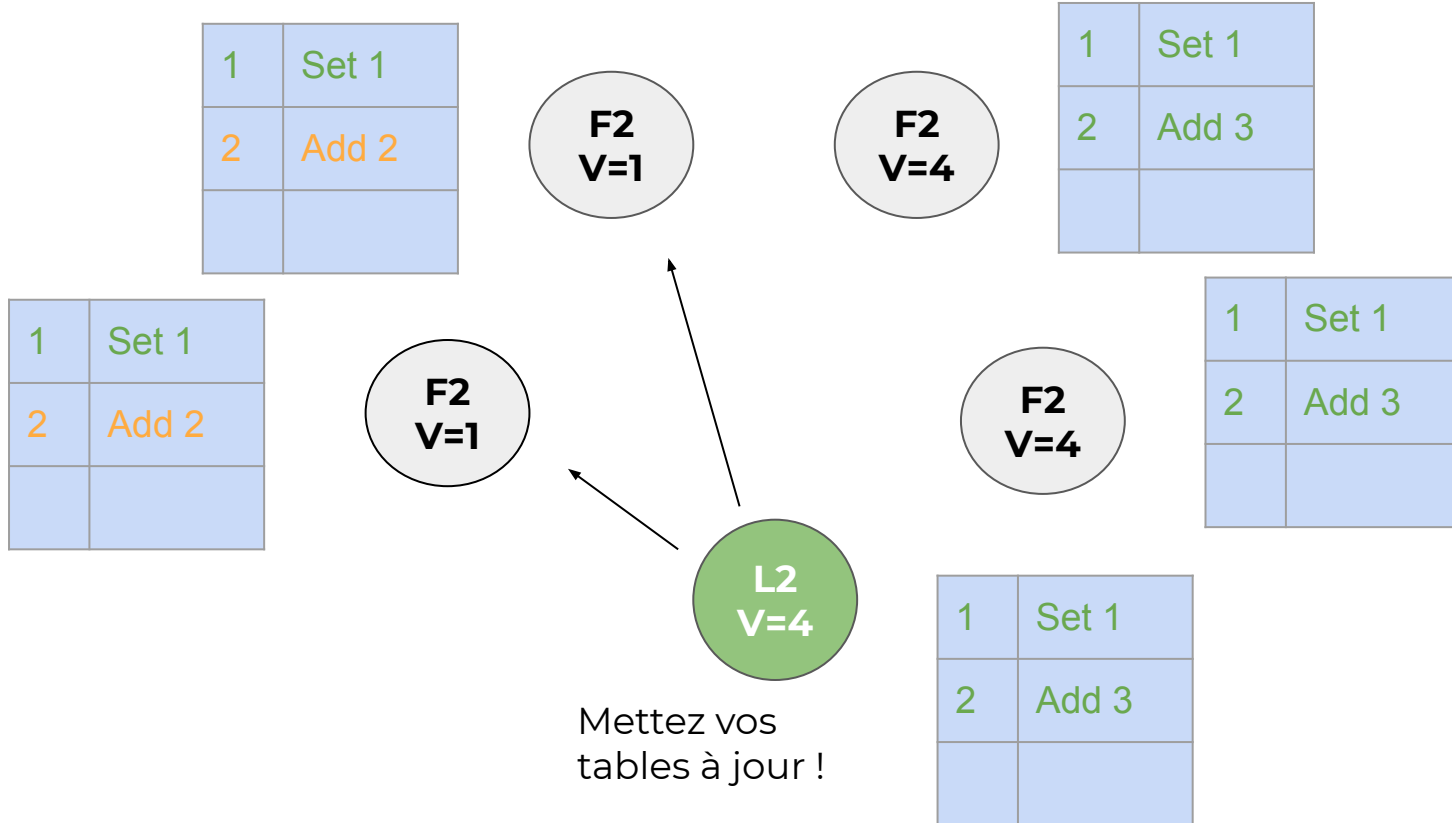 1 Set 1
2 Add 2
F2
V=1
F2
V=4
1 Set 1
2 Add 3
1 Set 1
2 Add 2
F2
V=1
F2
V=4
1 Set 1
2 Add 3
L2
V=4
Mettez vos
tables à jour !
1 Set 1
2 Add 3